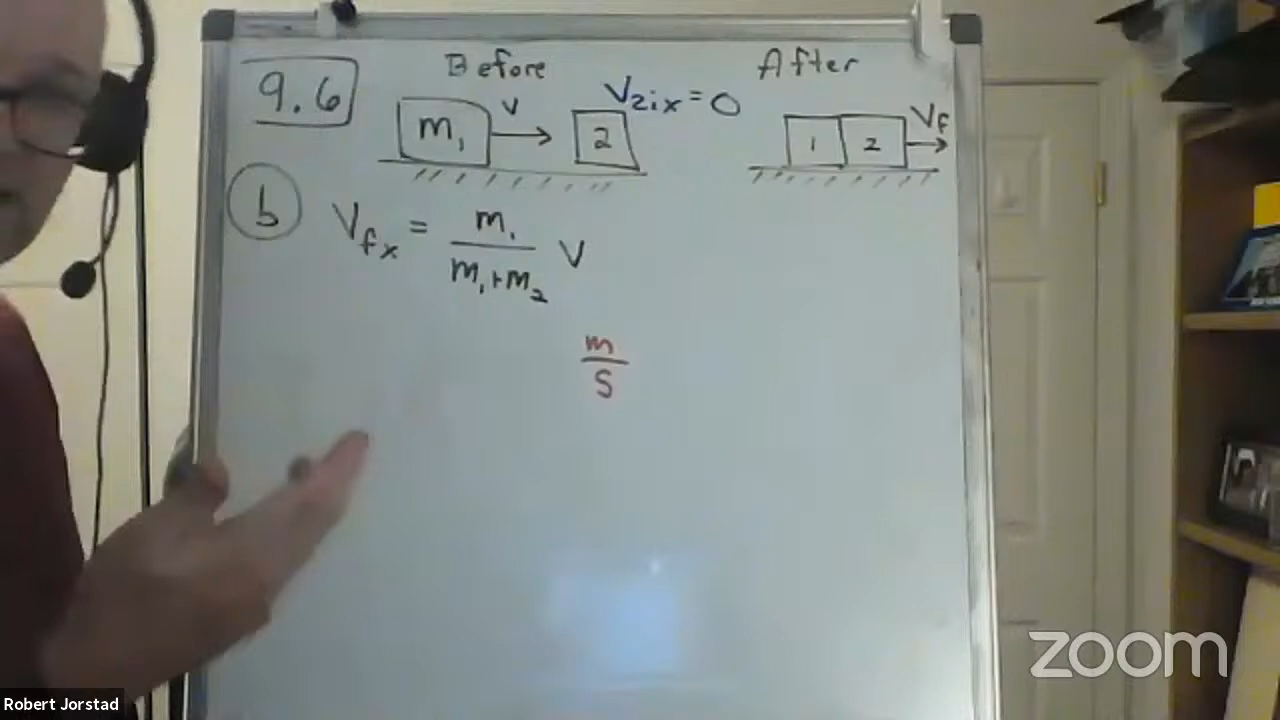 Before
After
9.6
m₁
V
2
V₂ix=0
1
2
Vf
b
Vfx = m₁/(m₁+m₂) V
m/s
zoom
Robert Jorstad